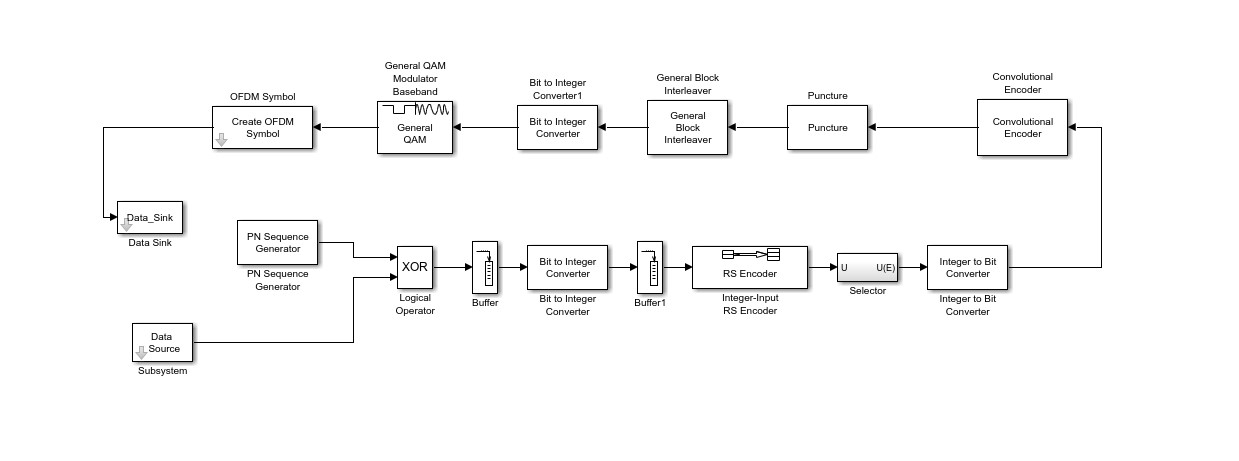 General QAM
Modulator
Baseband
General
QAM
OFDM Symbol
Create OFDM
Symbol
Bit to Integer
Converter1
Bit to Integer
Converter
General Block
Interleaver
General
Block
Interleaver
Puncture
Puncture
Convolutional
Encoder
Convolutional
Encoder
Data_Sink
Data Sink
PN Sequence
Generator
PN Sequence
Generator
XOR
Logical
Operator
Buffer
Bit to Integer
Converter
Bit to Integer
Converter
Buffer1
RS Encoder
Integer-Input
RS Encoder
U U(E)
Selector
Integer to Bit
Converter
Integer to Bit
Converter
Data
Source
Subsystem